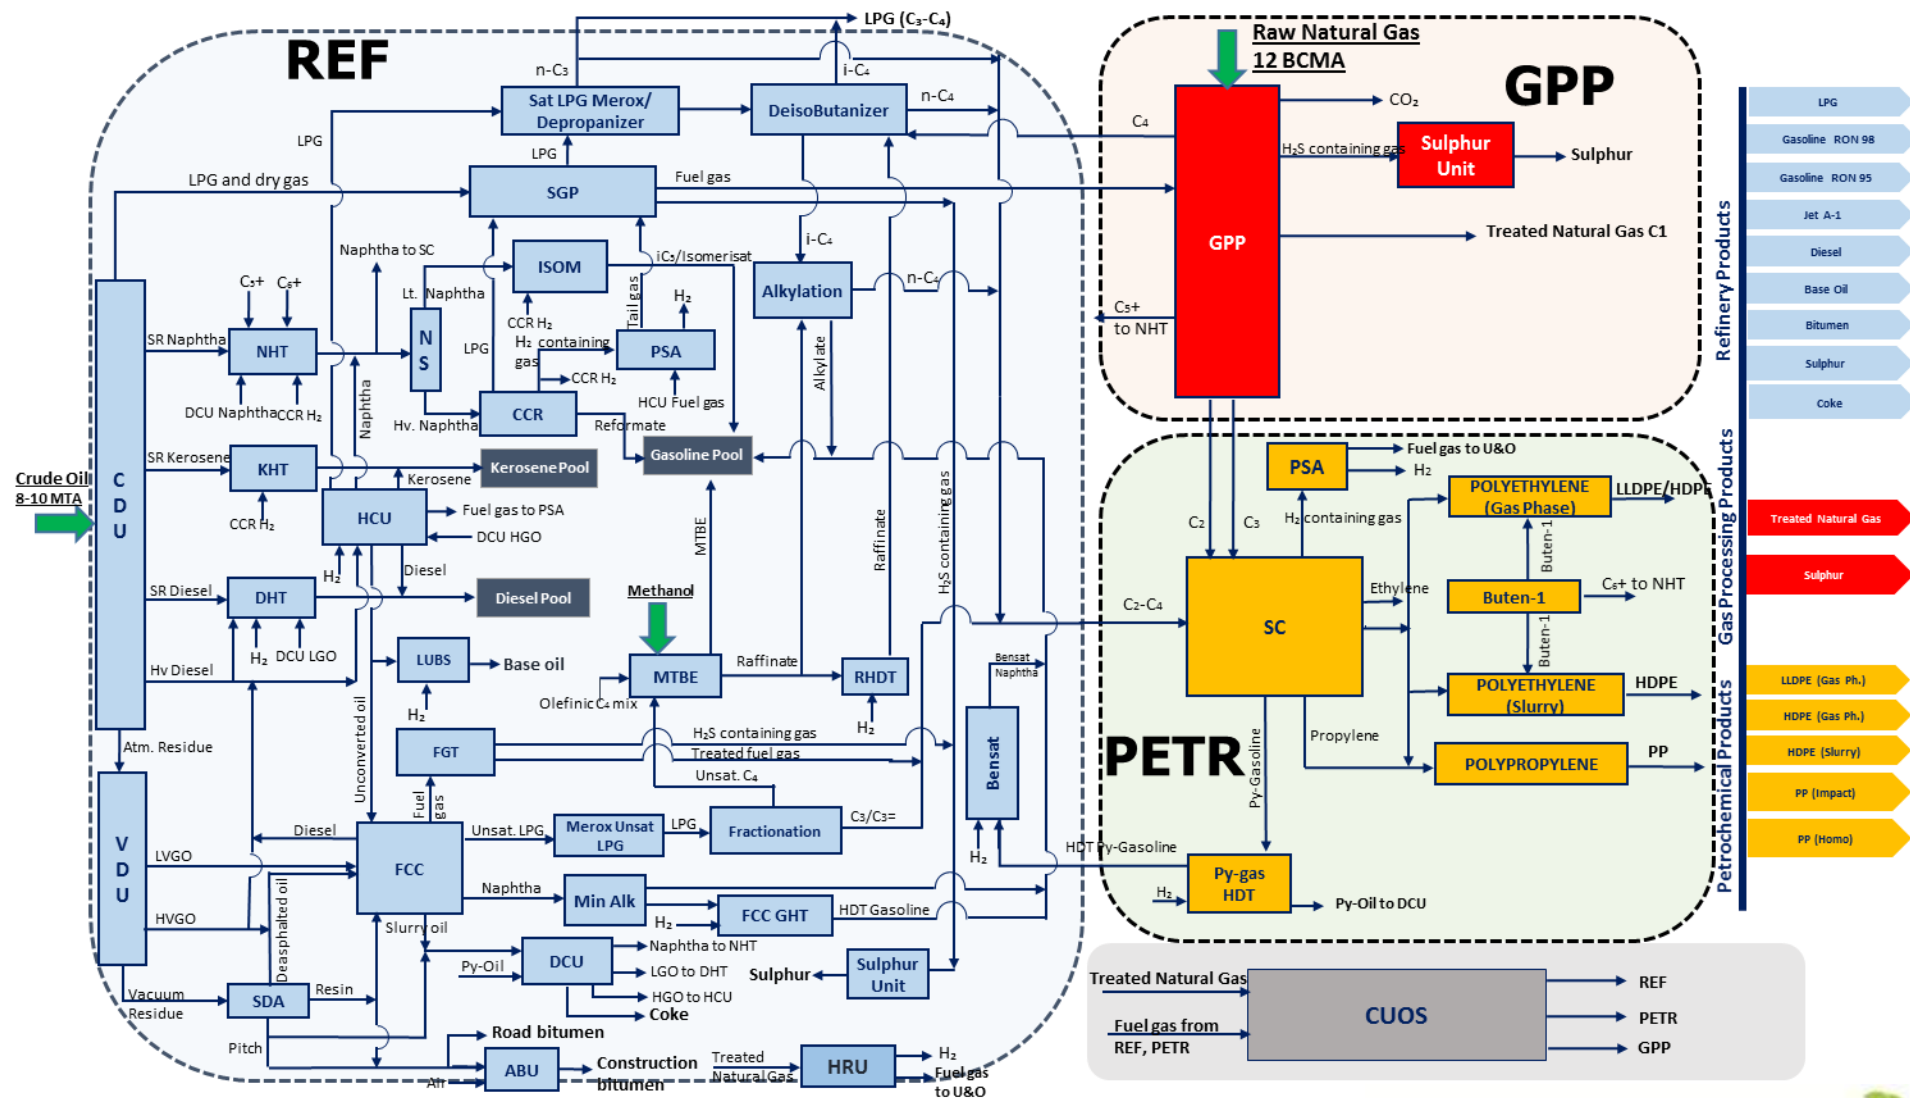 REF
LPG (C₃-C₄)
n-C₃
i-C₄
Sat LPG Merox/
Depropanizer
DeisoButanizer
n-C₄
LPG
LPG
LPG and dry gas
SGP
Fuel gas
Naphtha to SC
ISOM
iC₅/Isomerisat
i-C₄
Alkylation
n-C₄
C₅+
C₆+
Lt. Naphtha
CCR H₂
Tail gas
H₂
H₂ containing
gas
SR Naphtha
NHT
N
S
LPG
PSA
CCR H₂
HCU Fuel gas
Alkylate
DCU Naphtha
CCR H₂
Naphtha
Hv. Naphtha
CCR
Reformate
Gasoline Pool
SR Kerosene
KHT
Kerosene Pool
Kerosene
Crude Oil
8-10 MTA
C
D
U
CCR H₂
HCU
Fuel gas to PSA
DCU HGO
H₂
Diesel
MTBE
Raffinate
H₂S containing gas
SR Diesel
DHT
Diesel Pool
Methanol
H₂
DCU LGO
Hv Diesel
LUBS
Base oil
H₂
MTBE
Raffinate
RHDT
Olefinic C₄ mix
H₂
Bensat
Naphtha
Atm. Residue
Unconverted oil
FGT
H₂S containing gas
Treated fuel gas
Unsat. C₄
Bensat
Fuel
gas
V
D
U
Diesel
LVGO
FCC
Unsat. LPG
Merox Unsat
LPG
LPG
Fractionation
C₃/C₃=
H₂
HDT Py-Gasoline
HVGO
Deasphalted oil
Naphtha
Min Alk
H₂
FCC GHT
HDT Gasoline
Slurry oil
Py-Oil
DCU
Naphtha to NHT
LGO to DHT
HGO to HCU
Coke
Sulphur
Sulphur
Unit
Vacuum
Residue
SDA
Resin
Pitch
Road bitumen
Air
ABU
Construction
bitumen
Treated
Natural Gas
HRU
H₂
Fuel gas
to U&O
Raw Natural Gas
12 BCMA
GPP
C₄
CO₂
H₂S containing gas
Sulphur
Unit
Sulphur
GPP
Treated Natural Gas C1
C₅+
to NHT
C₂
C₃
PETR
PSA
Fuel gas to U&O
H₂
H₂ containing gas
POLYETHYLENE
(Gas Phase)
LLDPE/HDPE
Buten-1
C₂-C₄
SC
Ethylene
Buten-1
C₆+ to NHT
Buten-1
POLYETHYLENE
(Slurry)
HDPE
Propylene
POLYPROPYLENE
PP
Py-Gasoline
H₂
Py-gas
HDT
Py-Oil to DCU
Treated Natural Gas
Fuel gas from
REF, PETR
CUOS
REF
PETR
GPP
Refinery Products
LPG
Gasoline RON 98
Gasoline RON 95
Jet A-1
Diesel
Base Oil
Bitumen
Sulphur
Coke
Gas Processing Products
Treated Natural Gas
Sulphur
Petrochemical Products
LLDPE (Gas Ph.)
HDPE (Gas Ph.)
HDPE (Slurry)
PP (Impact)
PP (Homo)